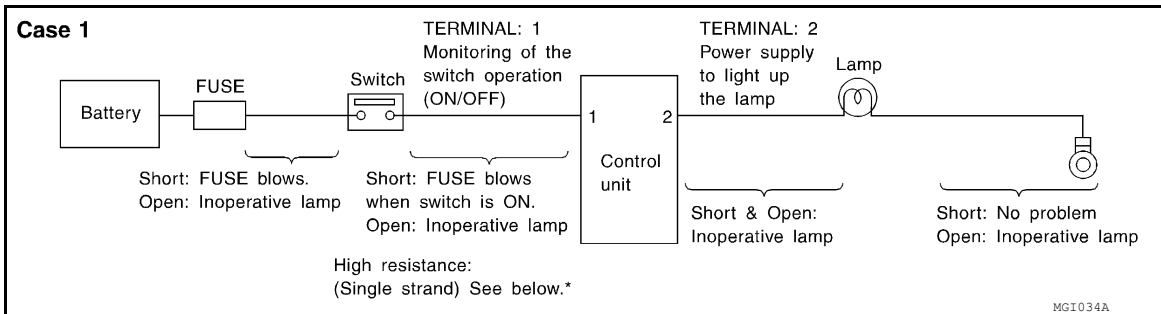 Case 1
TERMINAL: 1
Monitoring of the
switch operation
(ON/OFF)
TERMINAL: 2
Power supply
to light up
the lamp
Battery
FUSE
Switch
1
2
Control
unit
Lamp
Short: FUSE blows.
Open: Inoperative lamp
Short: FUSE blows
when switch is ON.
Open: Inoperative lamp
High resistance:
(Single strand) See below.*
Short & Open:
Inoperative lamp
Short: No problem
Open: Inoperative lamp
MGI034A